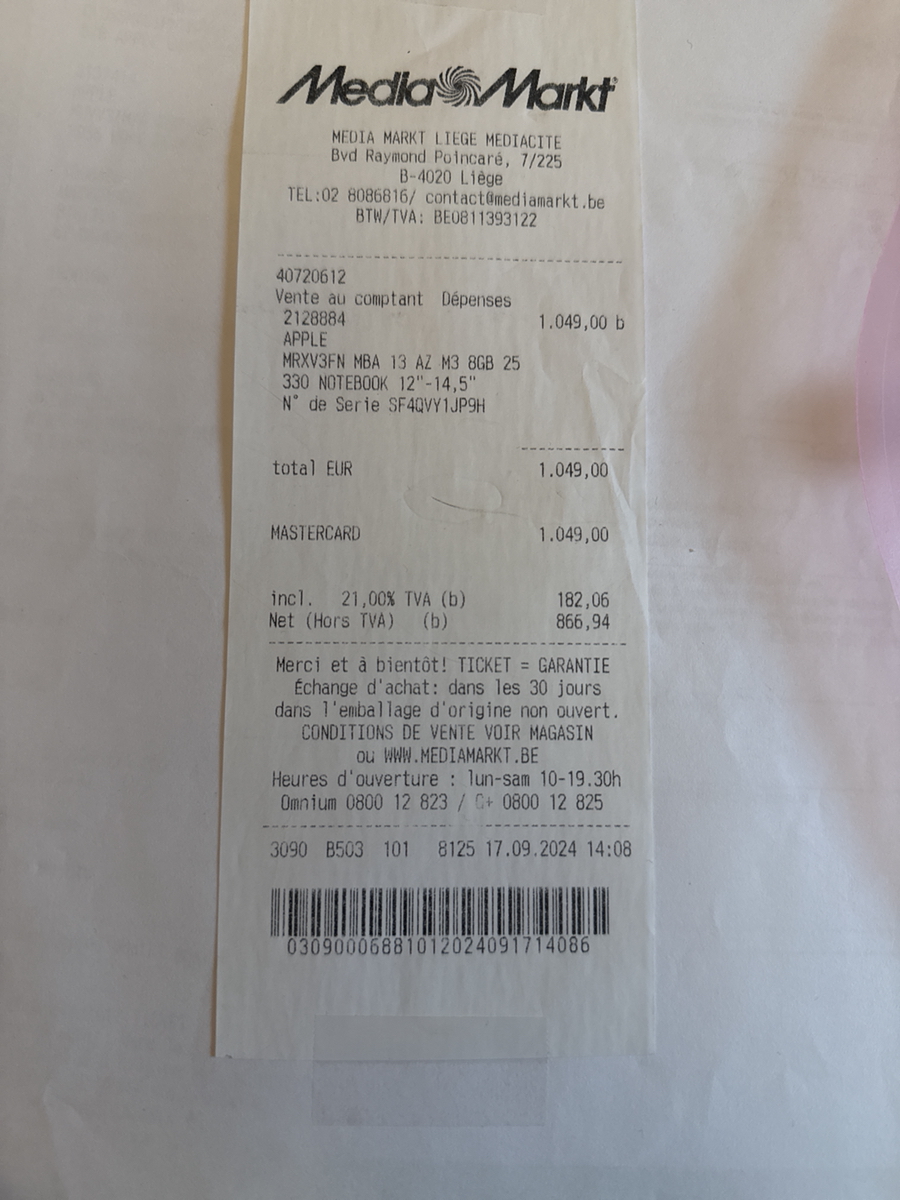 Media Markt
MEDIA MARKT LIEGE MEDIACITE
Bvd Raymond Poincaré, 7/225
B-4020 Liège
TEL:02 8086816/ contact@mediamarkt.be
BTW/TVA: BE0811393122
40720612
Vente au comptant Dépenses
2128884 1.049,00 b
APPLE
MRXV3FN MBA 13 AZ M3 8GB 25
330 NOTEBOOK 12"-14,5"
N° de Serie SF4QVY1JP9H
total EUR 1.049,00
MASTERCARD 1.049,00
incl. 21,00% TVA (b) 182,06
Net (Hors TVA) (b) 866,94
Merci et à bientôt! TICKET = GARANTIE
Échange d'achat: dans les 30 jours
dans l'emballage d'origine non ouvert.
CONDITIONS DE VENTE VOIR MAGASIN
ou WWW.MEDIAMARKT.BE
Heures d'ouverture : lun-sam 10-19.30h
Omnium 0800 12 823 / C+ 0800 12 825
3090 B503 101 8125 17.09.2024 14:08
03090006881012024091714086